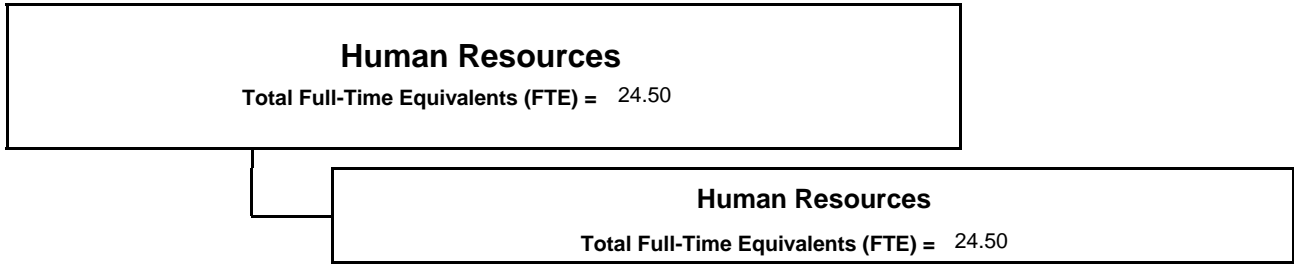 Human Resources
Total Full-Time Equivalents (FTE) = 24.50
Human Resources
Total Full-Time Equivalents (FTE) = 24.50